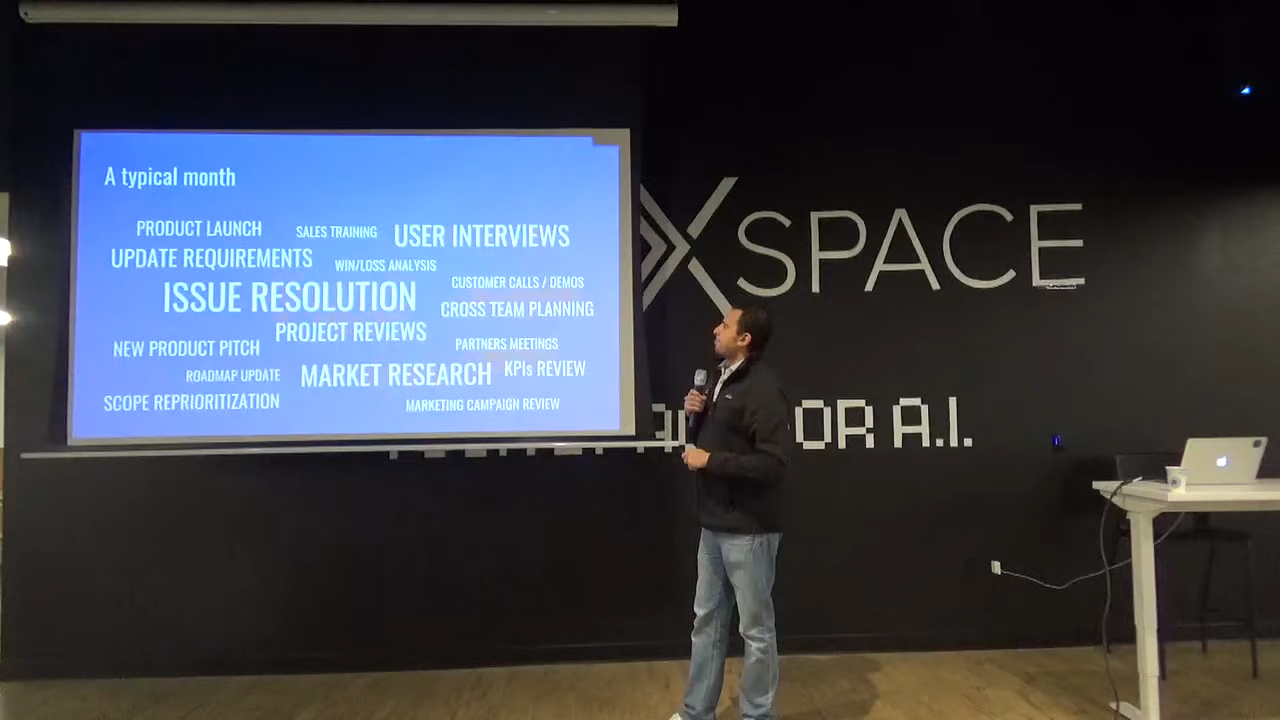 A typical month
PRODUCT LAUNCH
SALES TRAINING
USER INTERVIEWS
UPDATE REQUIREMENTS
WIN/LOSS ANALYSIS
CUSTOMER CALLS / DEMOS
ISSUE RESOLUTION
CROSS TEAM PLANNING
PROJECT REVIEWS
NEW PRODUCT PITCH
PARTNERS MEETINGS
ROADMAP UPDATE
MARKET RESEARCH
KPIs REVIEW
SCOPE REPRIORITIZATION
MARKETING CAMPAIGN REVIEW
XSPACE
OR A.I.